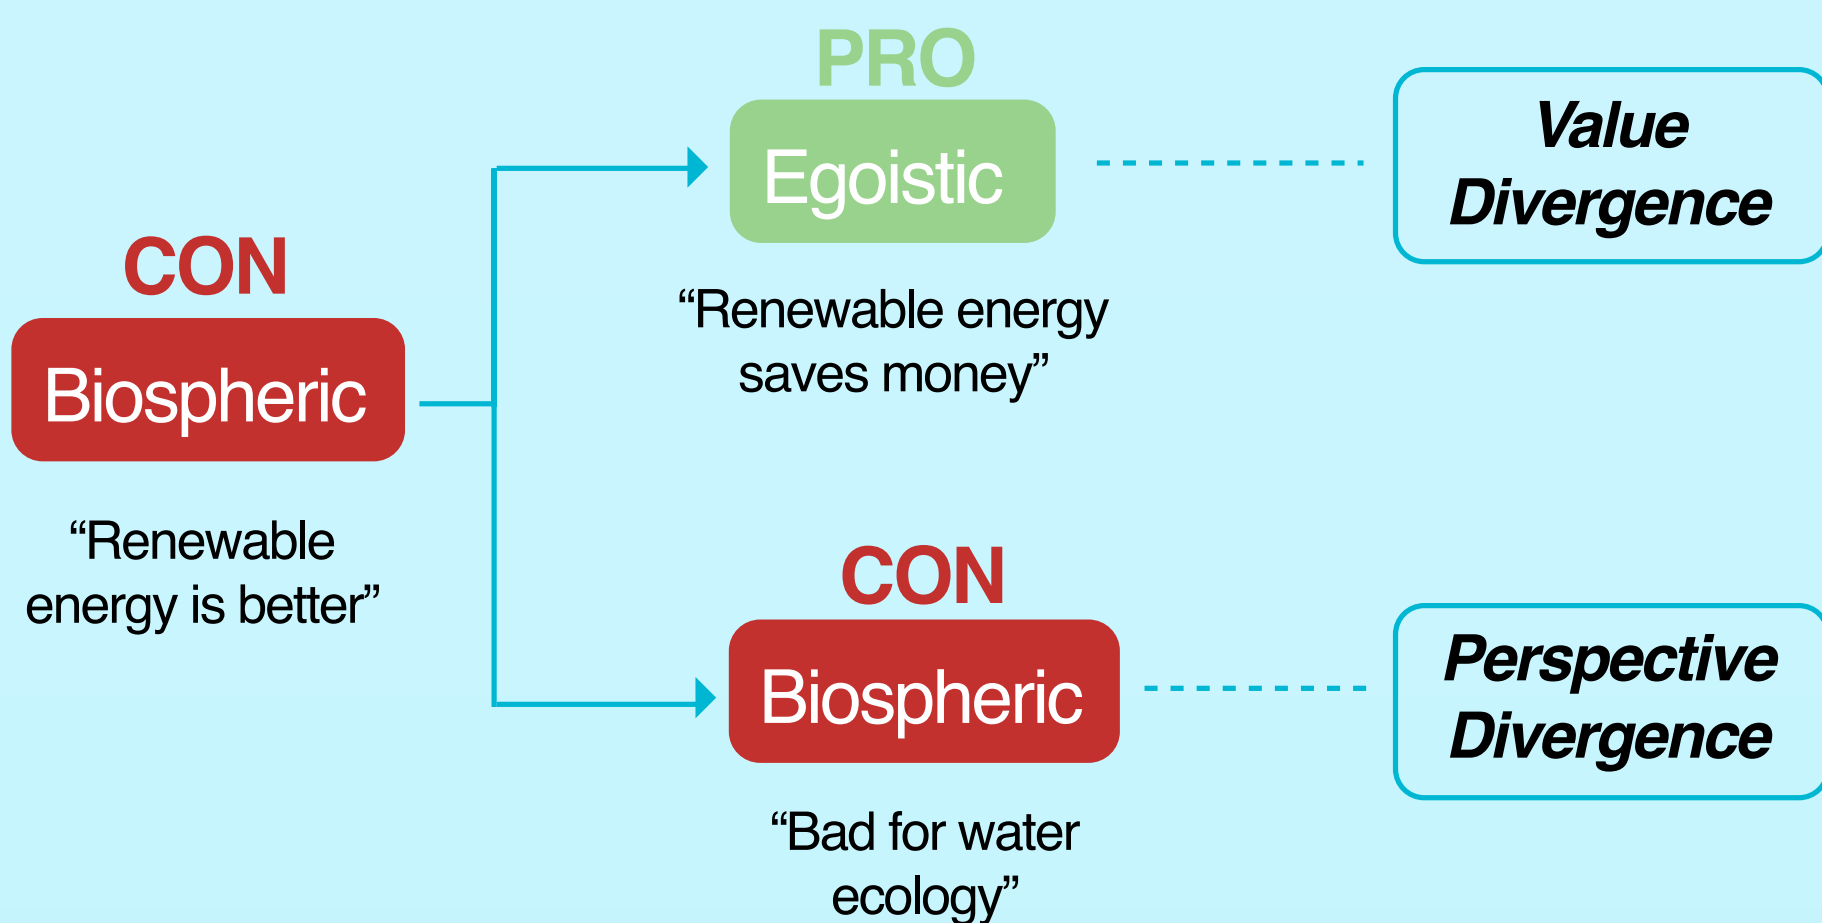 CON
Biospheric
“Renewable
energy is better”
PRO
Egoistic
“Renewable energy
saves money”
Value
Divergence
CON
Biospheric
“Bad for water
ecology”
Perspective
Divergence